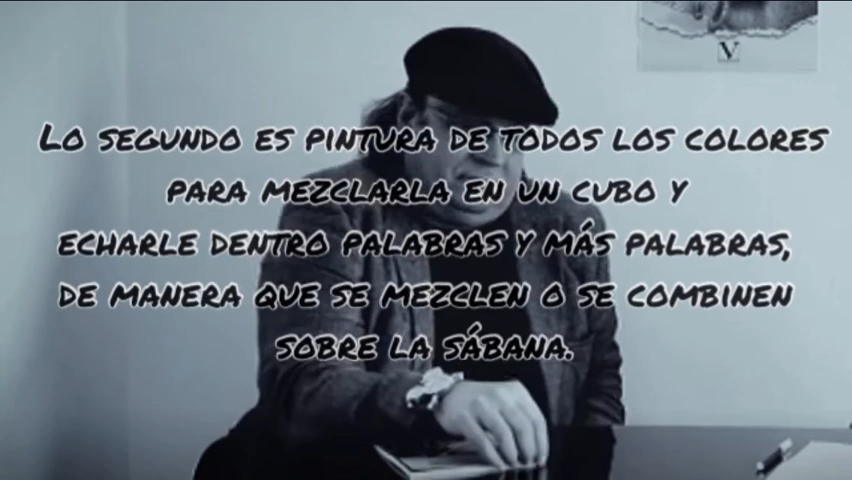 V
Lo segundo es pintura de todos los colores
para mezclarla en un cubo y
echarle dentro palabras y más palabras,
de manera que se mezclen o se combinen
sobre la sábana.